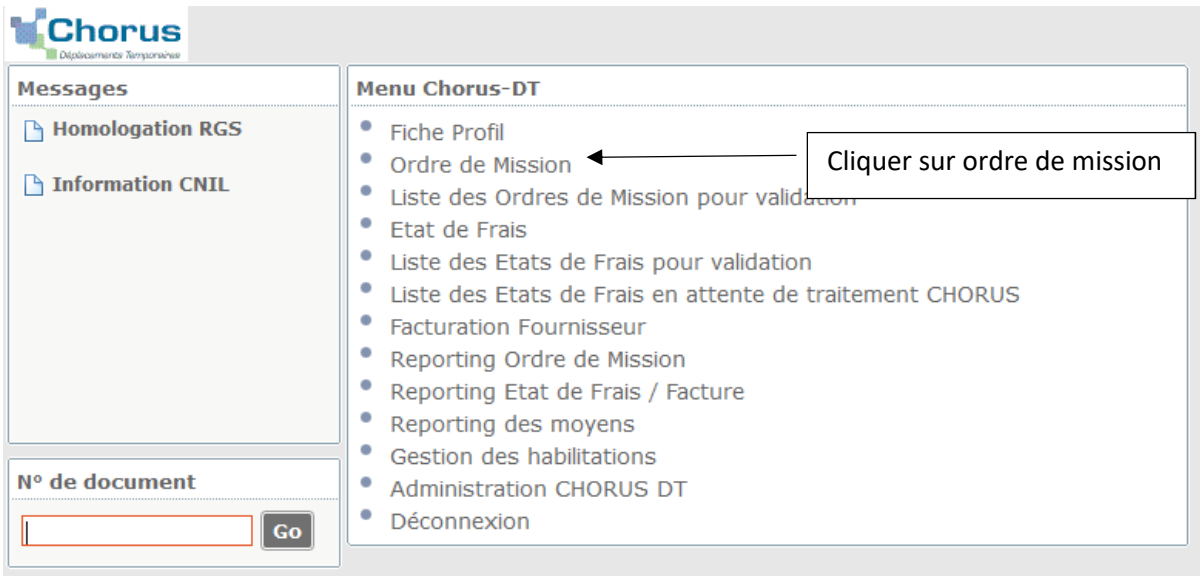 Chorus
Déplacements Temporaires
Messages
Homologation RGS
Information CNIL
N° de document
Go
Menu Chorus-DT
Fiche Profil
Ordre de Mission
Cliquer sur ordre de mission
Liste des Ordres de Mission pour validation
Etat de Frais
Liste des Etats de Frais pour validation
Liste des Etats de Frais en attente de traitement CHORUS
Facturation Fournisseur
Reporting Ordre de Mission
Reporting Etat de Frais / Facture
Reporting des moyens
Gestion des habilitations
Administration CHORUS DT
Déconnexion